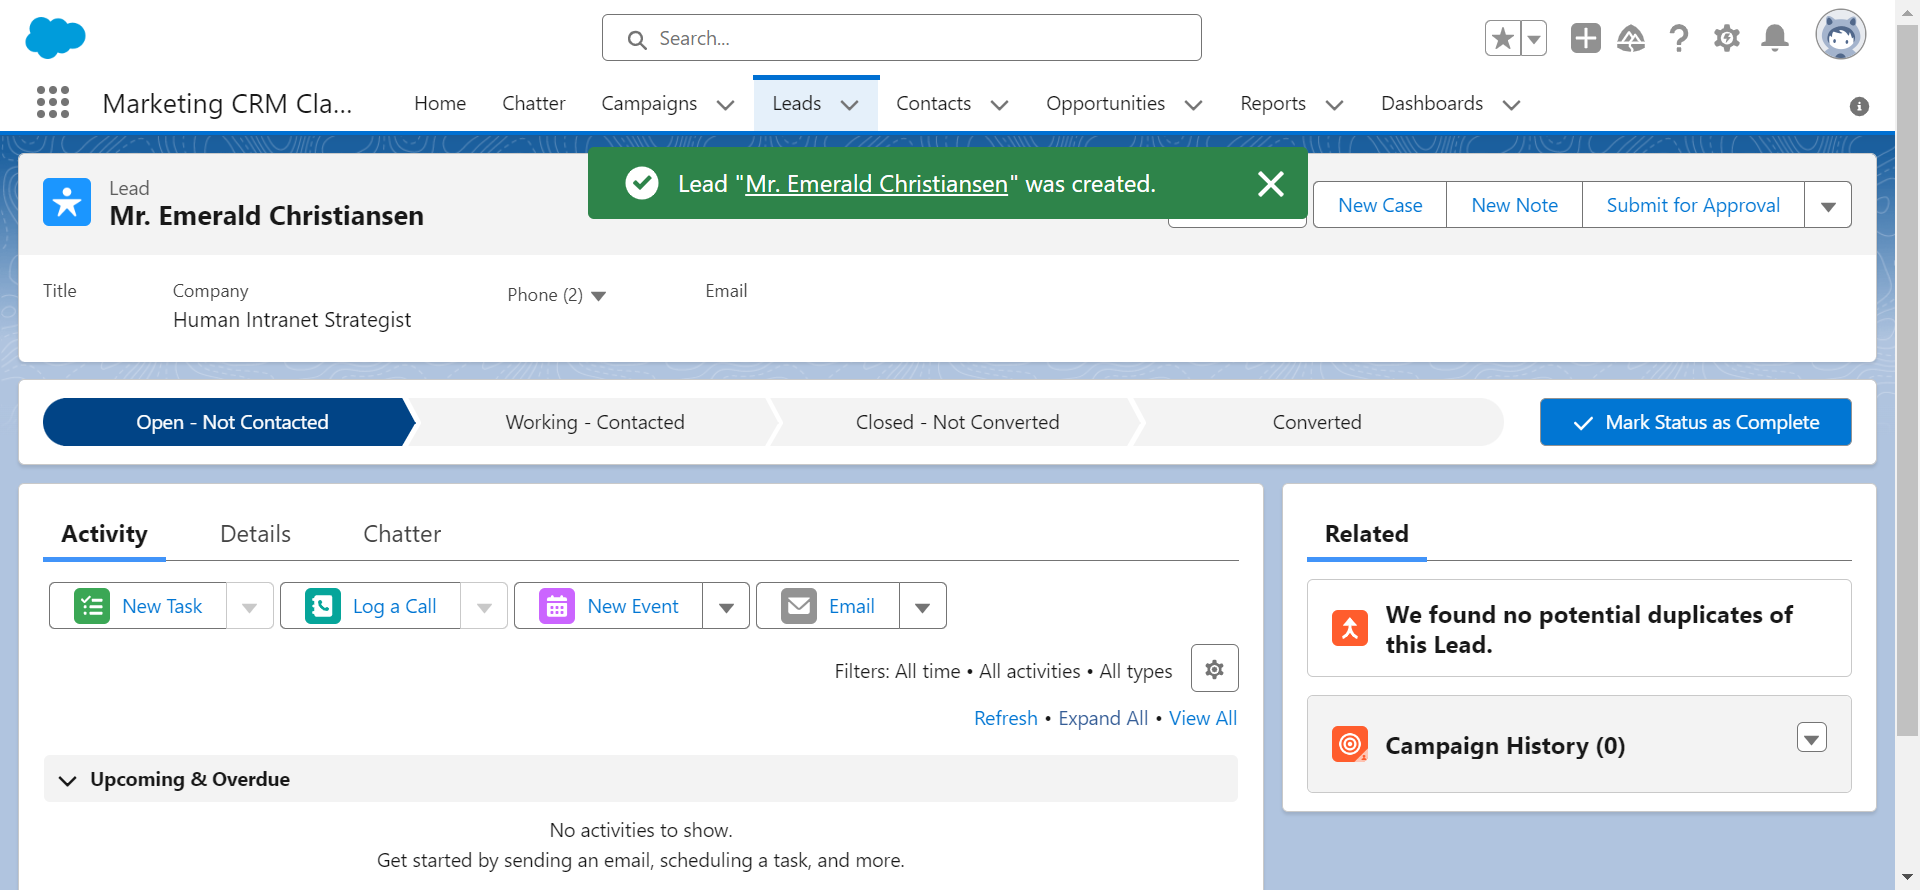 Search...
Marketing CRM Cla...
Home
Chatter
Campaigns
Leads
Contacts
Opportunities
Reports
Dashboards
Lead "Mr. Emerald Christiansen" was created.
Lead
Mr. Emerald Christiansen
New Case
New Note
Submit for Approval
Title
Company
Human Intranet Strategist
Phone (2)
Email
Open - Not Contacted
Working - Contacted
Closed - Not Converted
Converted
Mark Status as Complete
Activity
Details
Chatter
New Task
Log a Call
New Event
Email
Filters: All time • All activities • All types
Refresh • Expand All • View All
Upcoming & Overdue
No activities to show.
Get started by sending an email, scheduling a task, and more.
Related
We found no potential duplicates of
this Lead.
Campaign History (0)